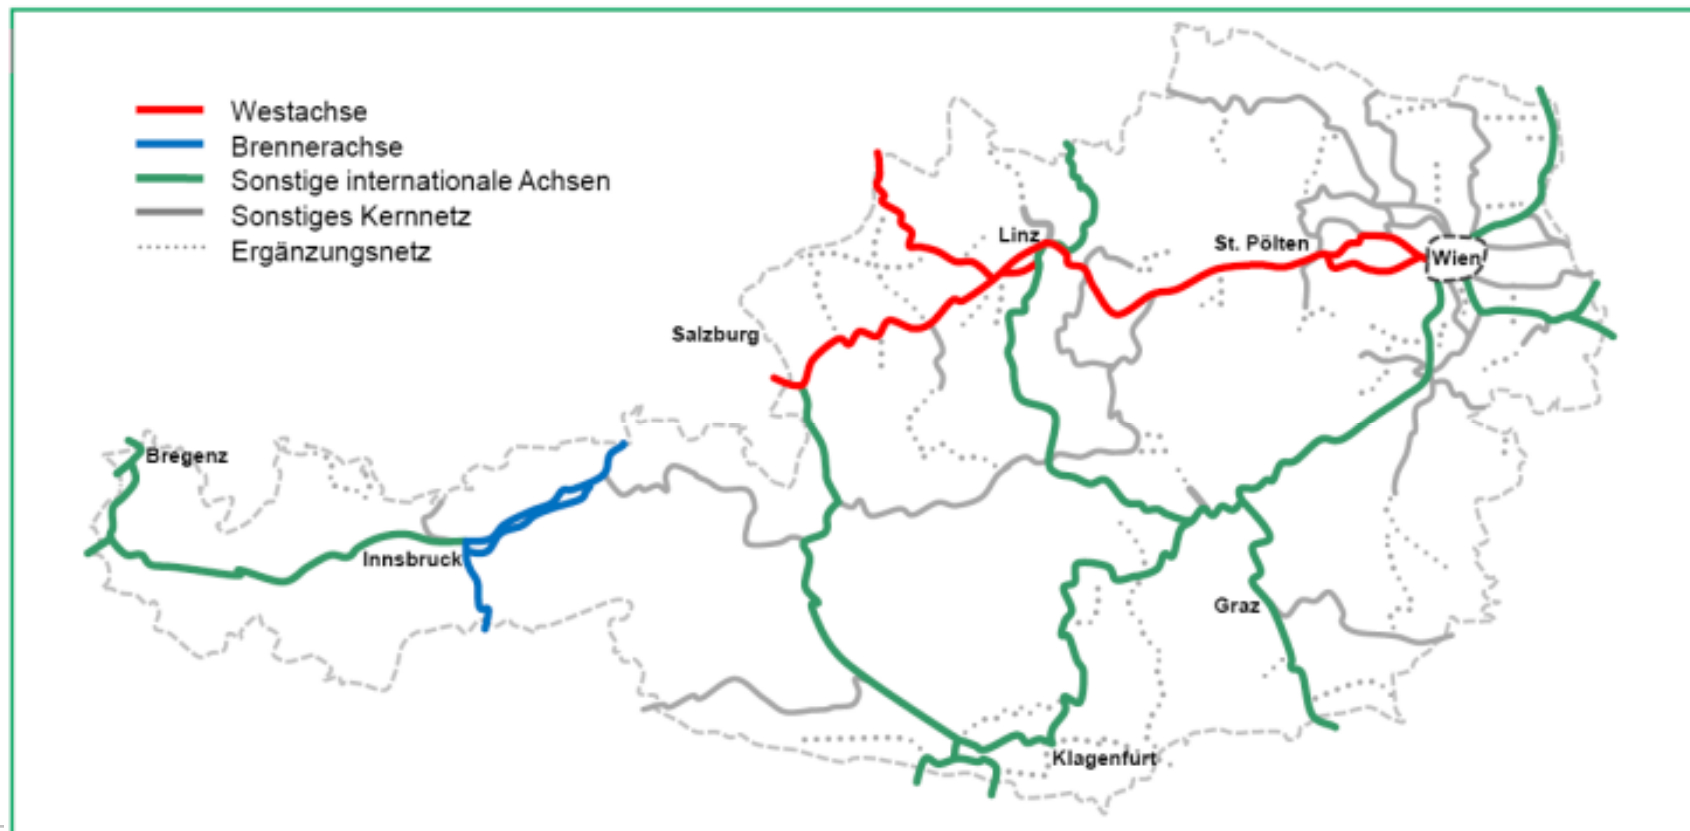 Westachse
Brennerachse
Sonstige internationale Achsen
Sonstiges Kernnetz
Ergänzungsnetz
Linz
St. Pölten
Wien
Salzburg
Bregenz
Innsbruck
Graz
Klagenfurt